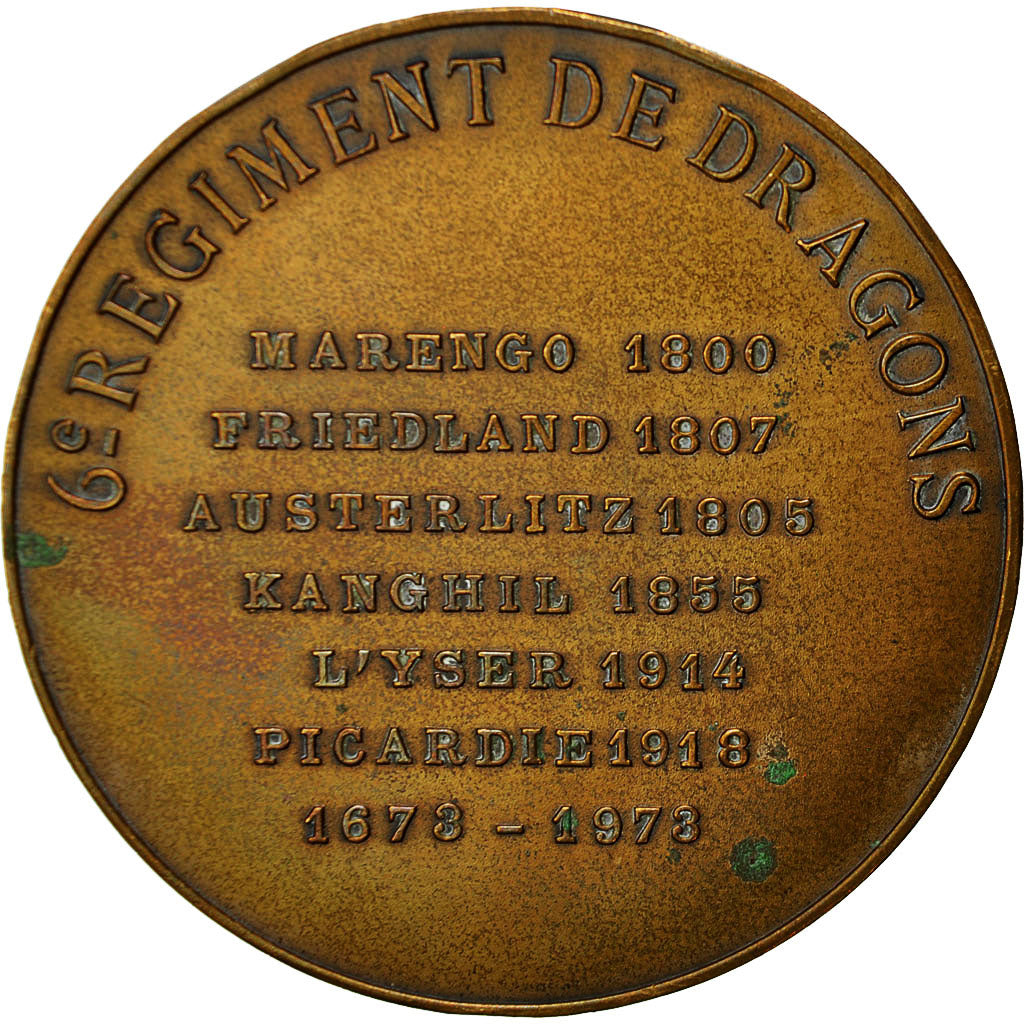 6e REGIMENT DE DRAGONS
MARENGO 1800
FRIEDLAND 1807
AUSTERLITZ 1805
KANGHIL 1855
L'YSER 1914
PICARDIE 1918
1673 - 1973